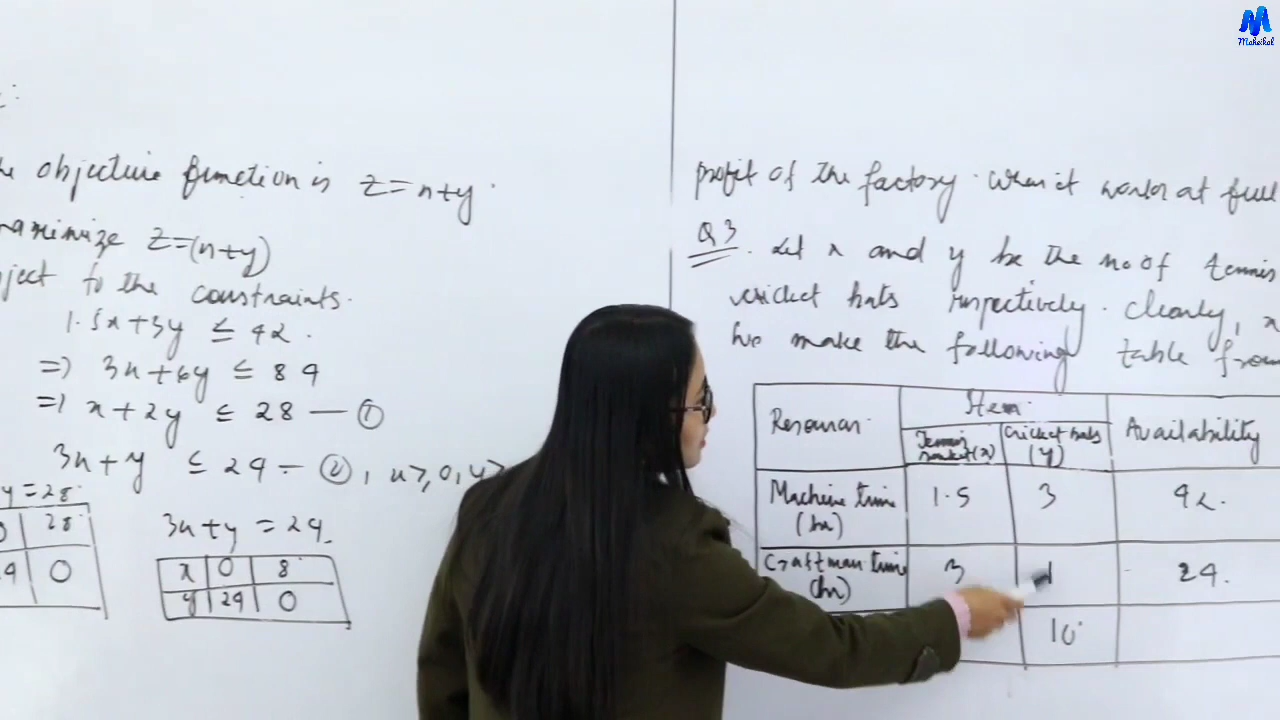 he objective function is z = x+y.
maximize z = (x+y)
bject to the constraints.
1.5x+3y ≤ 42.
=) 3x+6y ≤ 84
=) x+2y ≤ 28 — ①
3x+y ≤ 24 — ②, x≥0, y≥
y = 28.
0 28
14 0
3x+y = 24
x 0 8
y 24 0
profit of the factory. when it works at full
Q3. Let x and y be the no of tennis
cricket bats respectively. clearly, x
we make the following table from
Resources Item Availability
Tennis racket (x) Cricket bats (y)
Machine time (hr) 1.5 3 42.
Craftman time (hr) 3 1 24.
10
Maheikol